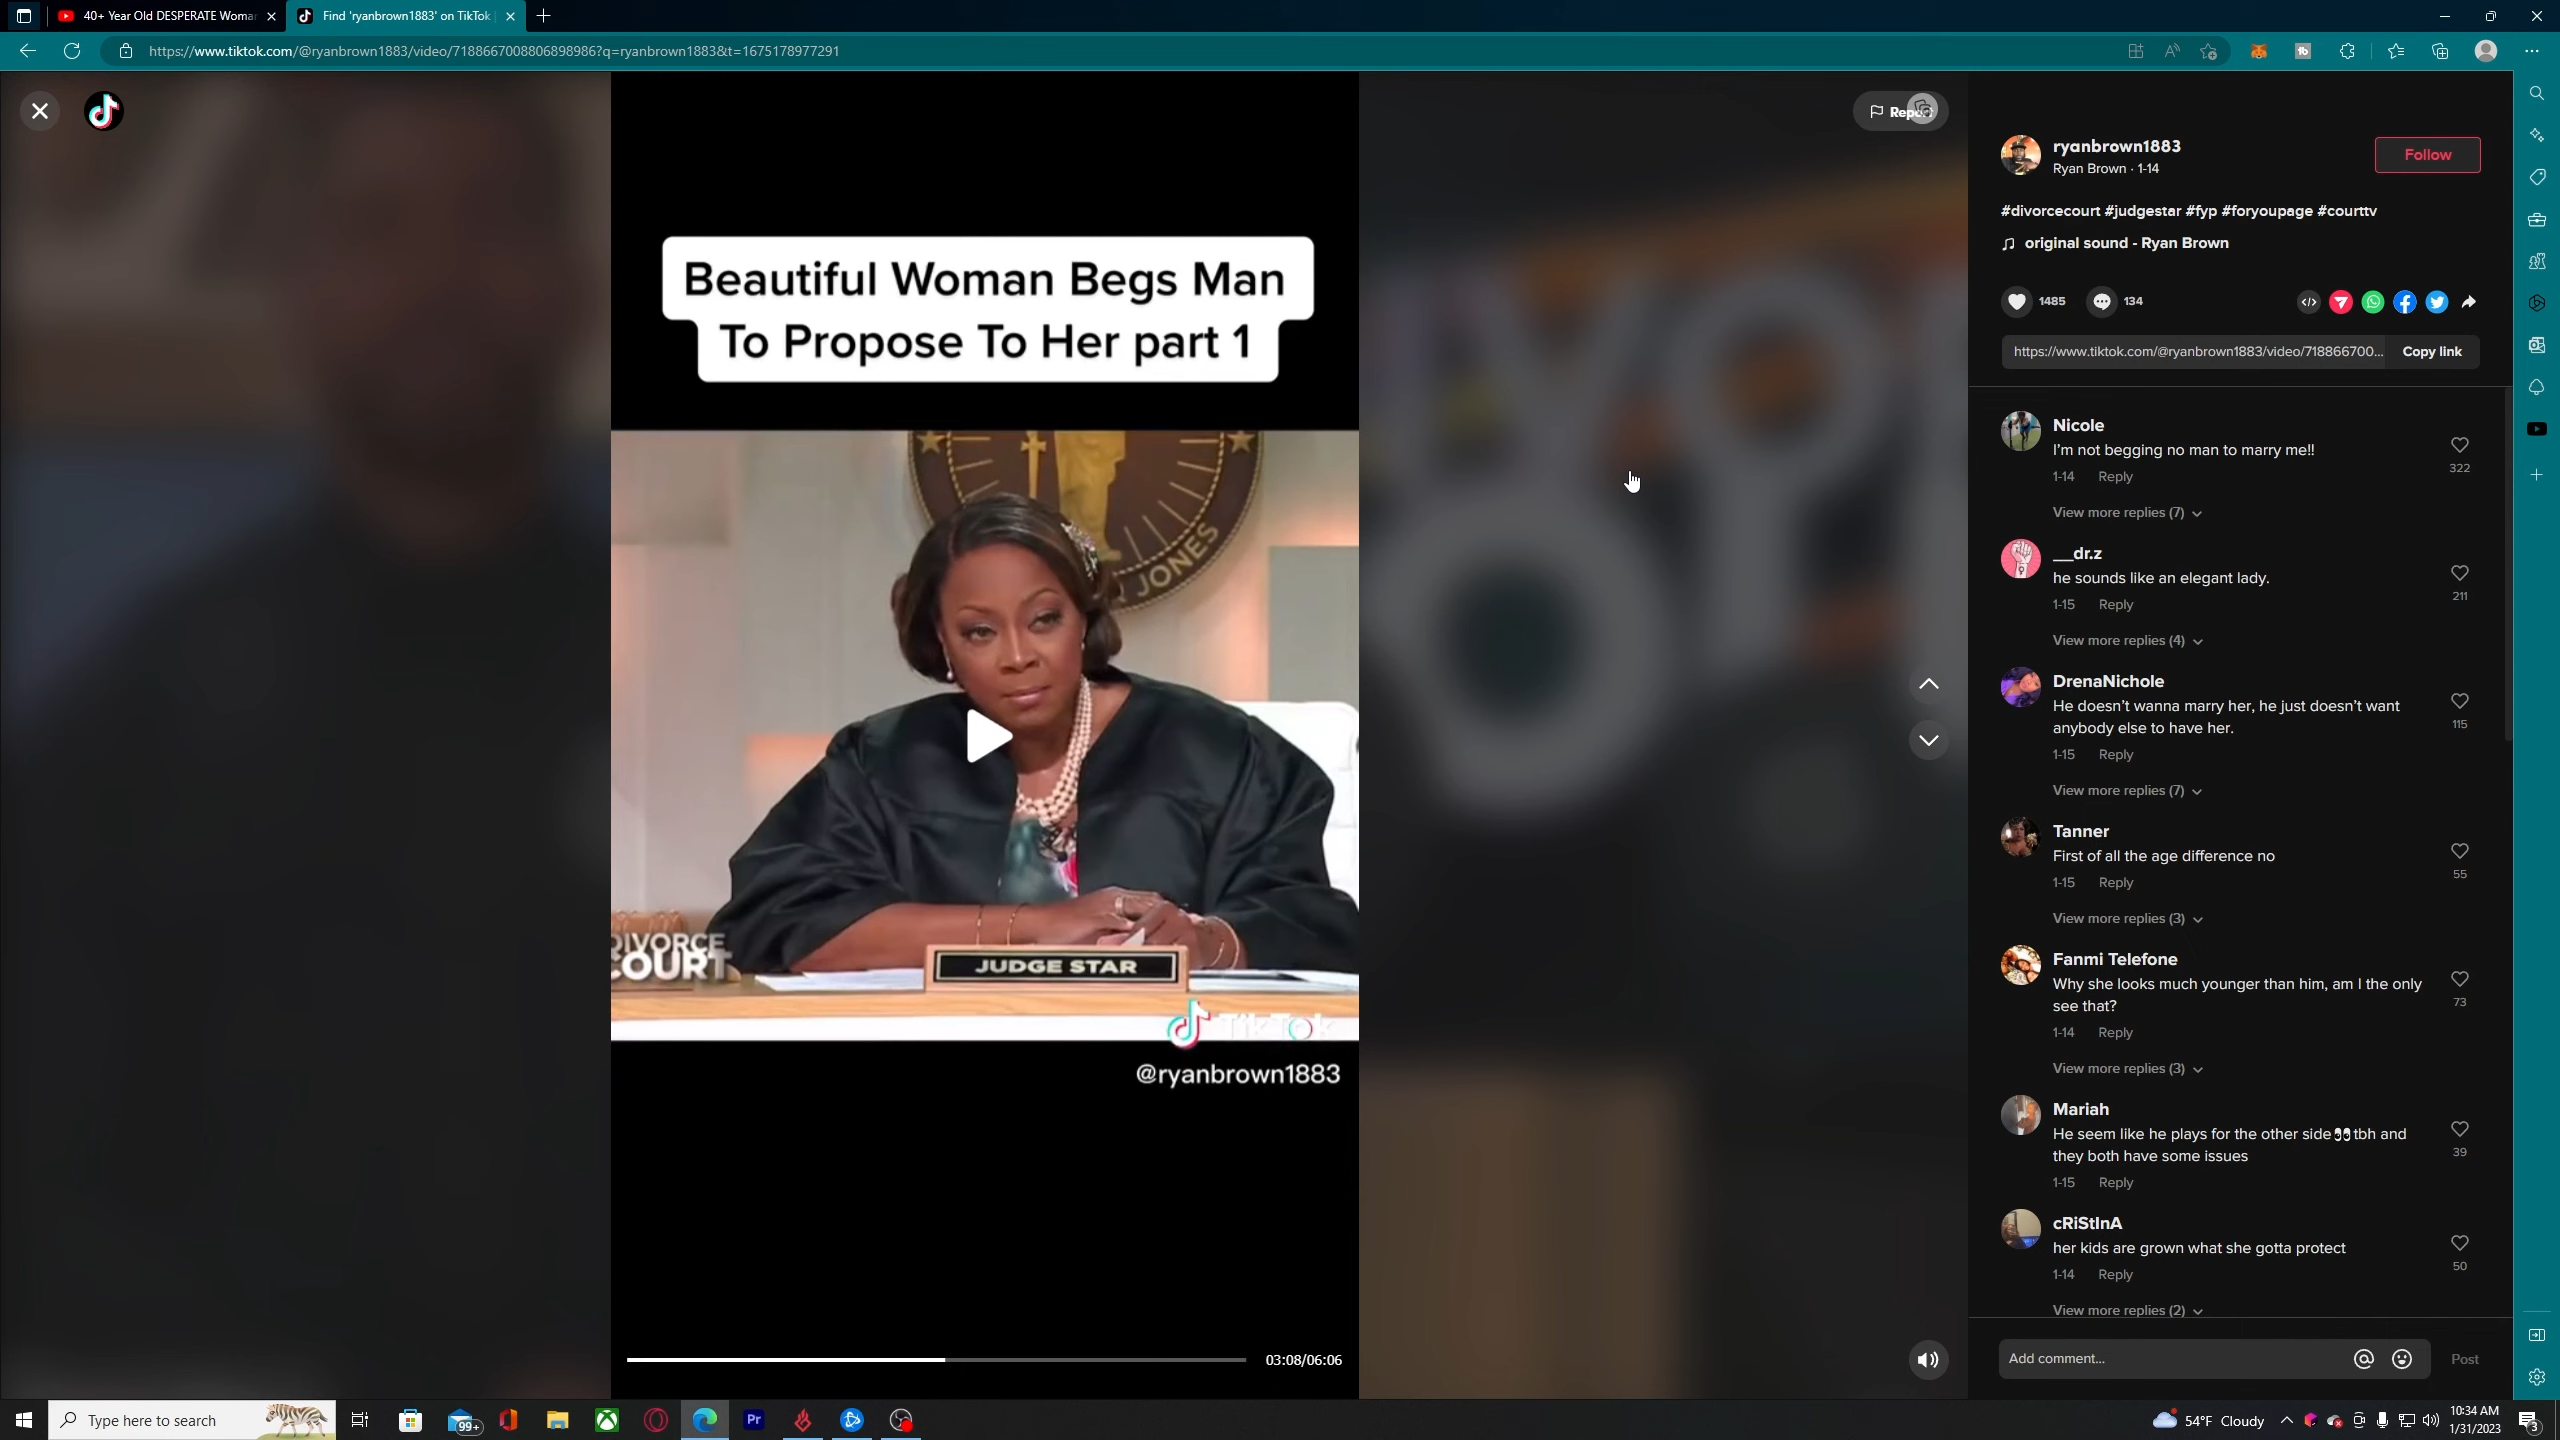 40+ Year Old DESPERATE Woman
Find 'ryanbrown1883' on TikTok
https://www.tiktok.com/@ryanbrown1883/video/7188667008806898986?q=ryanbrown1883&t=1675178977291
Beautiful Woman Begs Man
To Propose To Her part 1
JONES
DIVORCE
COURT
JUDGE STAR
TikTok
@ryanbrown1883
03:08/06:06
Report
ryanbrown1883
Ryan Brown · 1-14
Follow
#divorcecourt #judgestar #fyp #foryoupage #courttv
original sound - Ryan Brown
1485
134
https://www.tiktok.com/@ryanbrown1883/video/718866700...
Copy link
Nicole
I'm not begging no man to marry me!!
322
1-14 Reply
View more replies (7)
__dr.z
he sounds like an elegant lady.
211
1-15 Reply
View more replies (4)
DrenaNichole
He doesn't wanna marry her, he just doesn't want
anybody else to have her.
115
1-15 Reply
View more replies (7)
Tanner
First of all the age difference no
55
1-15 Reply
View more replies (3)
Fanmi Telefone
Why she looks much younger than him, am I the only
see that?
73
1-14 Reply
View more replies (3)
Mariah
He seem like he plays for the other side👀tbh and
they both have some issues
39
1-15 Reply
cRiStInA
her kids are grown what she gotta protect
50
1-14 Reply
View more replies (2)
Add comment...
Post
Type here to search
99+
Pr
54°F Cloudy
10:34 AM
1/31/2023
3